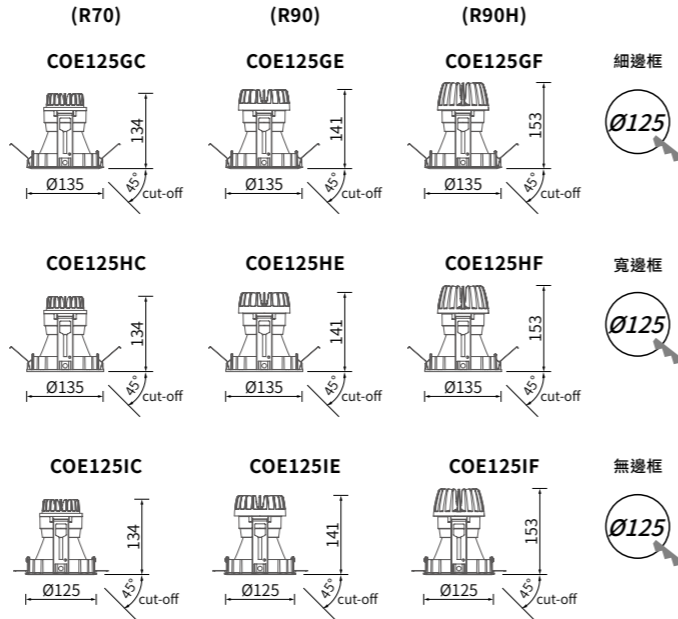 (R70) (R90) (R90H)
COE125GC COE125GE COE125GF 細邊框
134 141 153 Ø125
Ø135 45° cut-off Ø135 45° cut-off Ø135 45° cut-off
COE125HC COE125HE COE125HF 寬邊框
134 141 153 Ø125
Ø135 45° cut-off Ø135 45° cut-off Ø135 45° cut-off
COE125IC COE125IE COE125IF 無邊框
134 141 153 Ø125
Ø125 45° cut-off Ø125 45° cut-off Ø125 45° cut-off